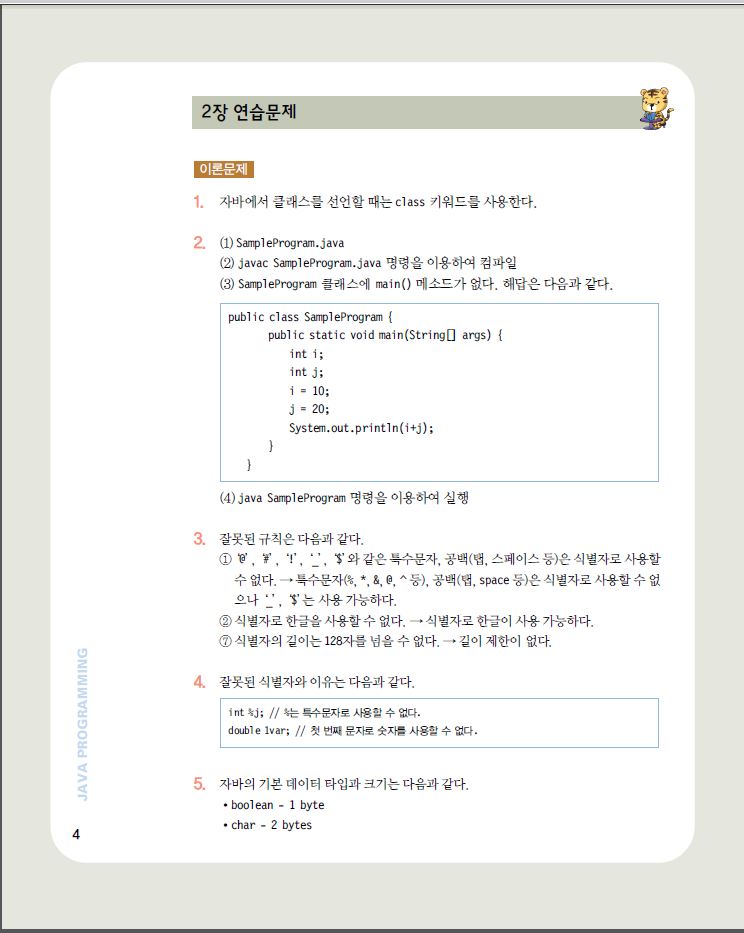 2장 연습문제
이론문제
1. 자바에서 클래스를 선언할 때는 class 키워드를 사용한다.
2. (1) SampleProgram.java
(2) javac SampleProgram.java 명령을 이용하여 컴파일
(3) SampleProgram 클래스에 main() 메소드가 없다. 해답은 다음과 같다.
public class SampleProgram {
public static void main(String[] args) {
int i;
int j;
i = 10;
j = 20;
System.out.println(i+j);
}
}
(4) java SampleProgram 명령을 이용하여 실행
3. 잘못된 규칙은 다음과 같다.
① '@', '#', '!', '_', '$'와 같은 특수문자, 공백(탭, 스페이스 등)은 식별자로 사용할
수 없다. → 특수문자(%, *, &, @, ^ 등), 공백(탭, space 등)은 식별자로 사용할 수 없
으나 '_', '$'는 사용 가능하다.
② 식별자로 한글을 사용할 수 없다. → 식별자로 한글이 사용 가능하다.
⑦ 식별자의 길이는 128자를 넘을 수 없다. → 길이 제한이 없다.
4. 잘못된 식별자와 이유는 다음과 같다.
int %j; // %는 특수문자로 사용할 수 없다.
double 1var; // 첫 번째 문자로 숫자를 사용할 수 없다.
5. 자바의 기본 데이터 타입과 크기는 다음과 같다.
• boolean - 1 byte
• char - 2 bytes
JAVA PROGRAMMING
4